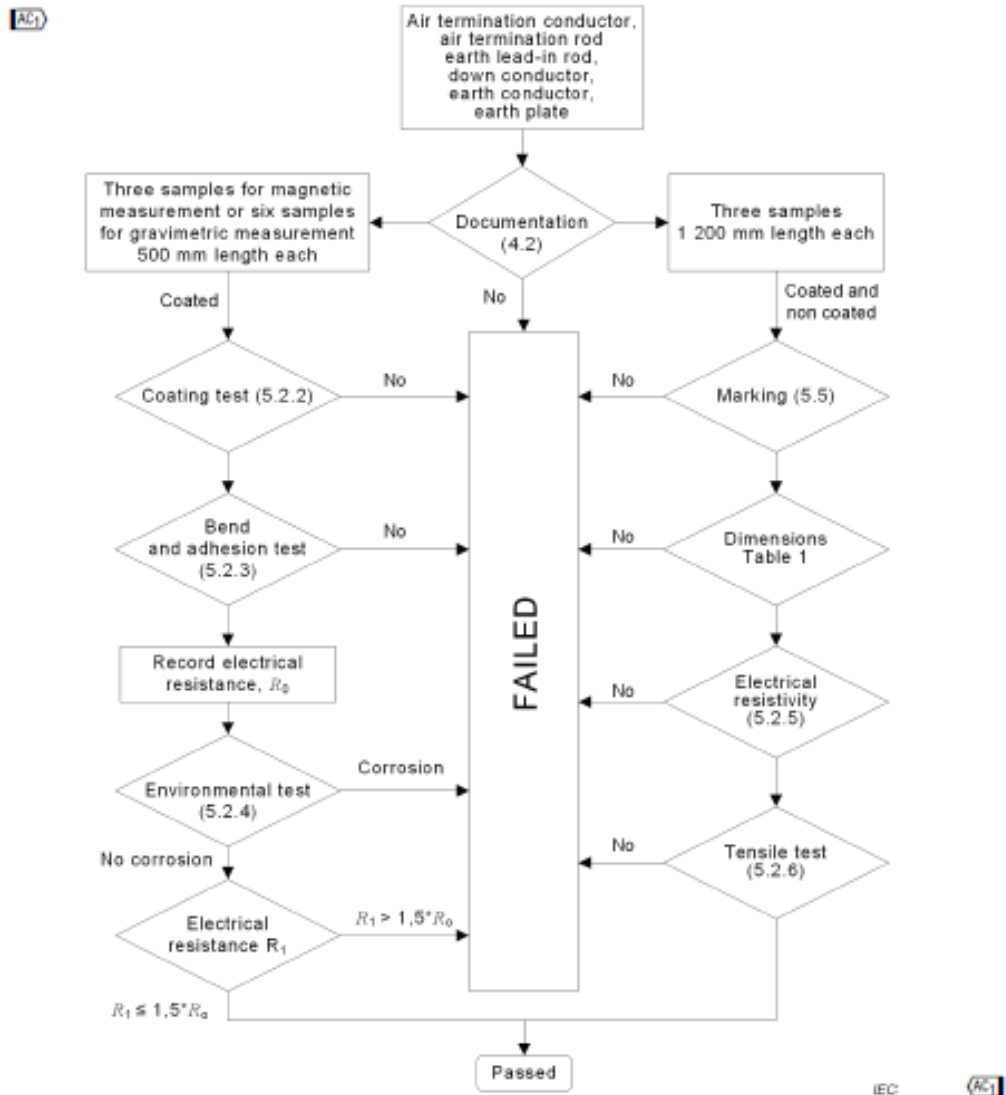 AC1
Air termination conductor,
air termination rod
earth lead-in rod,
down conductor,
earth conductor,
earth plate
Three samples for magnetic
measurement or six samples
for gravimetric measurement
500 mm length each
Documentation
(4.2)
Three samples
1 200 mm length each
Coated
No
Coated and
non coated
Coating test (5.2.2)
No
No
Marking (5.5)
Bend
and adhesion test
(5.2.3)
No
No
Dimensions
Table 1
Record electrical
resistance, R0
FAILED
No
Electrical
resistivity
(5.2.5)
Environmental test
(5.2.4)
Corrosion
No
Tensile test
(5.2.6)
No corrosion
Electrical
resistance R1
R1 > 1,5*R0
R1 ≤ 1,5*R0
Passed
IEC
AC1